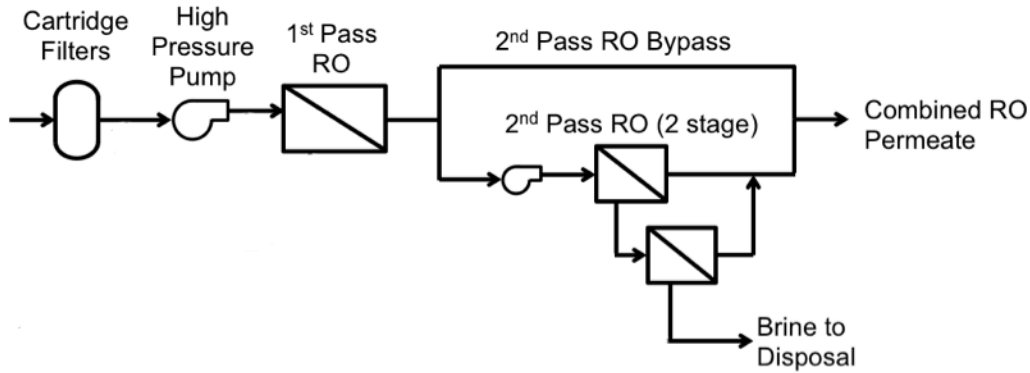 Cartridge
Filters
High
Pressure
Pump
1st Pass
RO
2nd Pass RO Bypass
2nd Pass RO (2 stage)
Combined RO
Permeate
Brine to
Disposal